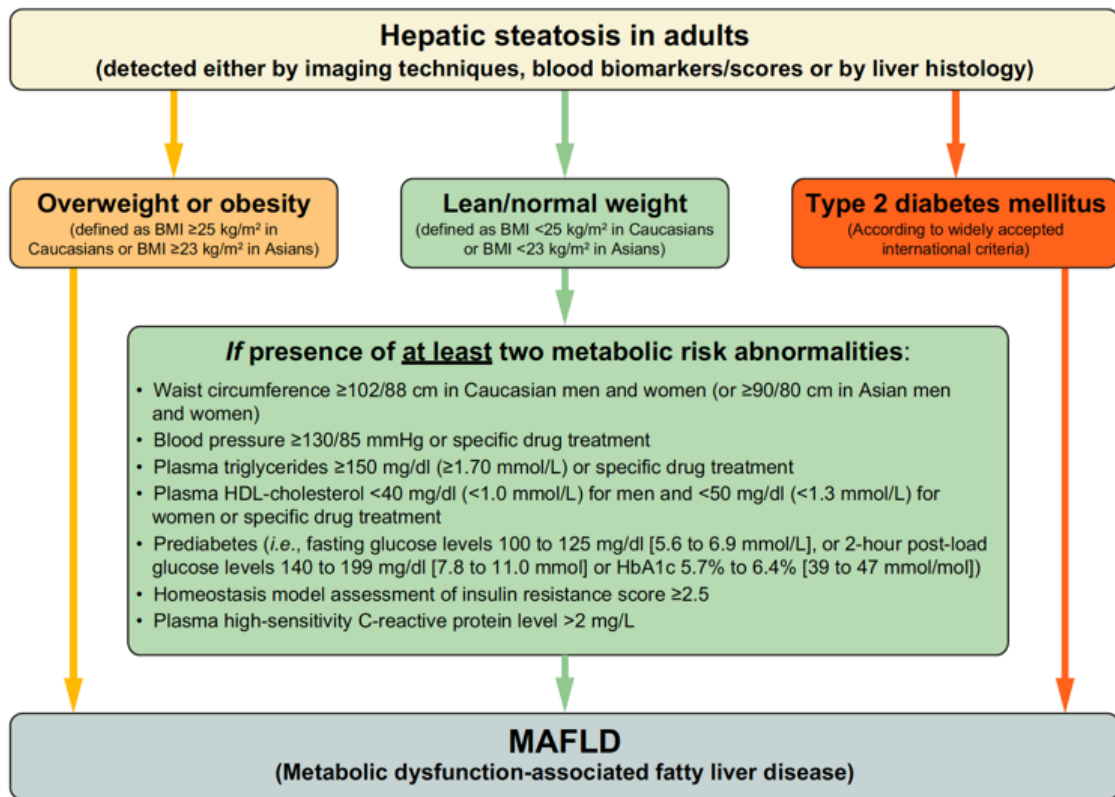 Hepatic steatosis in adults
(detected either by imaging techniques, blood biomarkers/scores or by liver histology)
Overweight or obesity
(defined as BMI ≥25 kg/m² in
Caucasians or BMI ≥23 kg/m² in Asians)
Lean/normal weight
(defined as BMI <25 kg/m² in Caucasians
or BMI <23 kg/m² in Asians)
Type 2 diabetes mellitus
(According to widely accepted
international criteria)
If presence of at least two metabolic risk abnormalities:
• Waist circumference ≥102/88 cm in Caucasian men and women (or ≥90/80 cm in Asian men
and women)
• Blood pressure ≥130/85 mmHg or specific drug treatment
• Plasma triglycerides ≥150 mg/dl (≥1.70 mmol/L) or specific drug treatment
• Plasma HDL-cholesterol <40 mg/dl (<1.0 mmol/L) for men and <50 mg/dl (<1.3 mmol/L) for
women or specific drug treatment
• Prediabetes (i.e., fasting glucose levels 100 to 125 mg/dl [5.6 to 6.9 mmol/L], or 2-hour post-load
glucose levels 140 to 199 mg/dl [7.8 to 11.0 mmol] or HbA1c 5.7% to 6.4% [39 to 47 mmol/mol])
• Homeostasis model assessment of insulin resistance score ≥2.5
• Plasma high-sensitivity C-reactive protein level >2 mg/L
MAFLD
(Metabolic dysfunction-associated fatty liver disease)